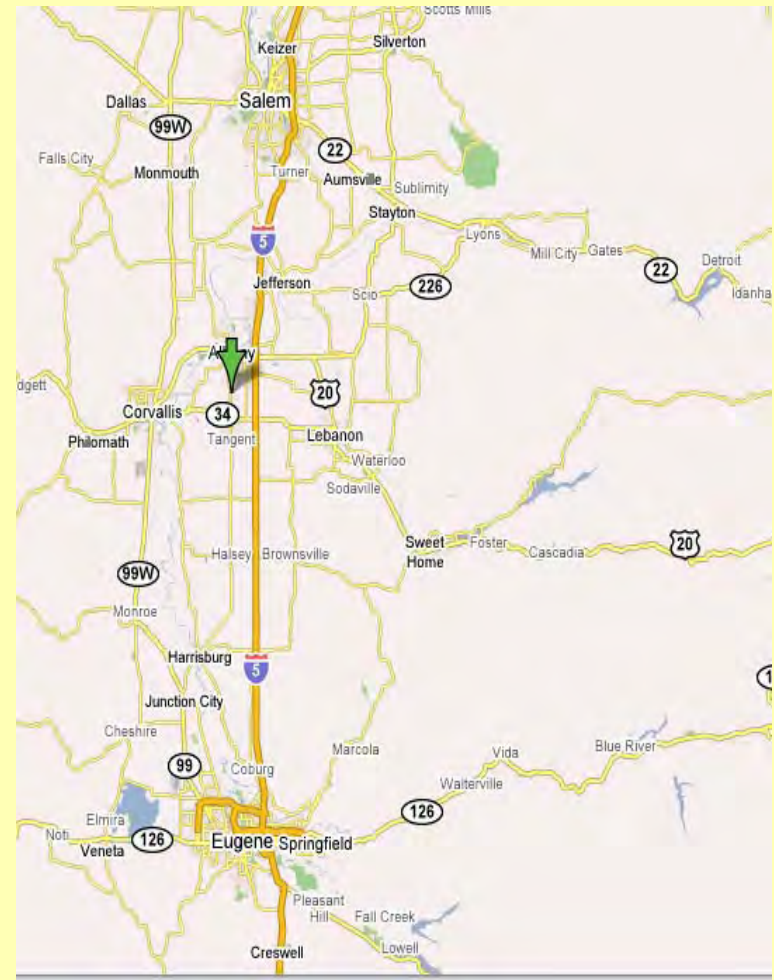 Scotts Mills
Keizer
Silverton
Dallas
Salem
99W
22
Falls City
Monmouth
Turner
Aumsville
Sublimity
Stayton
Lyons
5
Mill City
Gates
Detroit
22
Jefferson
226
Scio
Idanha
dgett
20
Corvallis
34
Philomath
Tangent
Lebanon
Waterloo
Sodaville
Sweet
Home
Foster
Cascadia
20
Halsey
Brownsville
99W
Monroe
Harrisburg
5
1
Junction City
Cheshire
Marcola
Vida
Blue River
99
Coburg
Walterville
126
Elmira
Noti
Veneta
126
Eugene
Springfield
Pleasant
Hill
Fall Creek
Lowell
Creswell